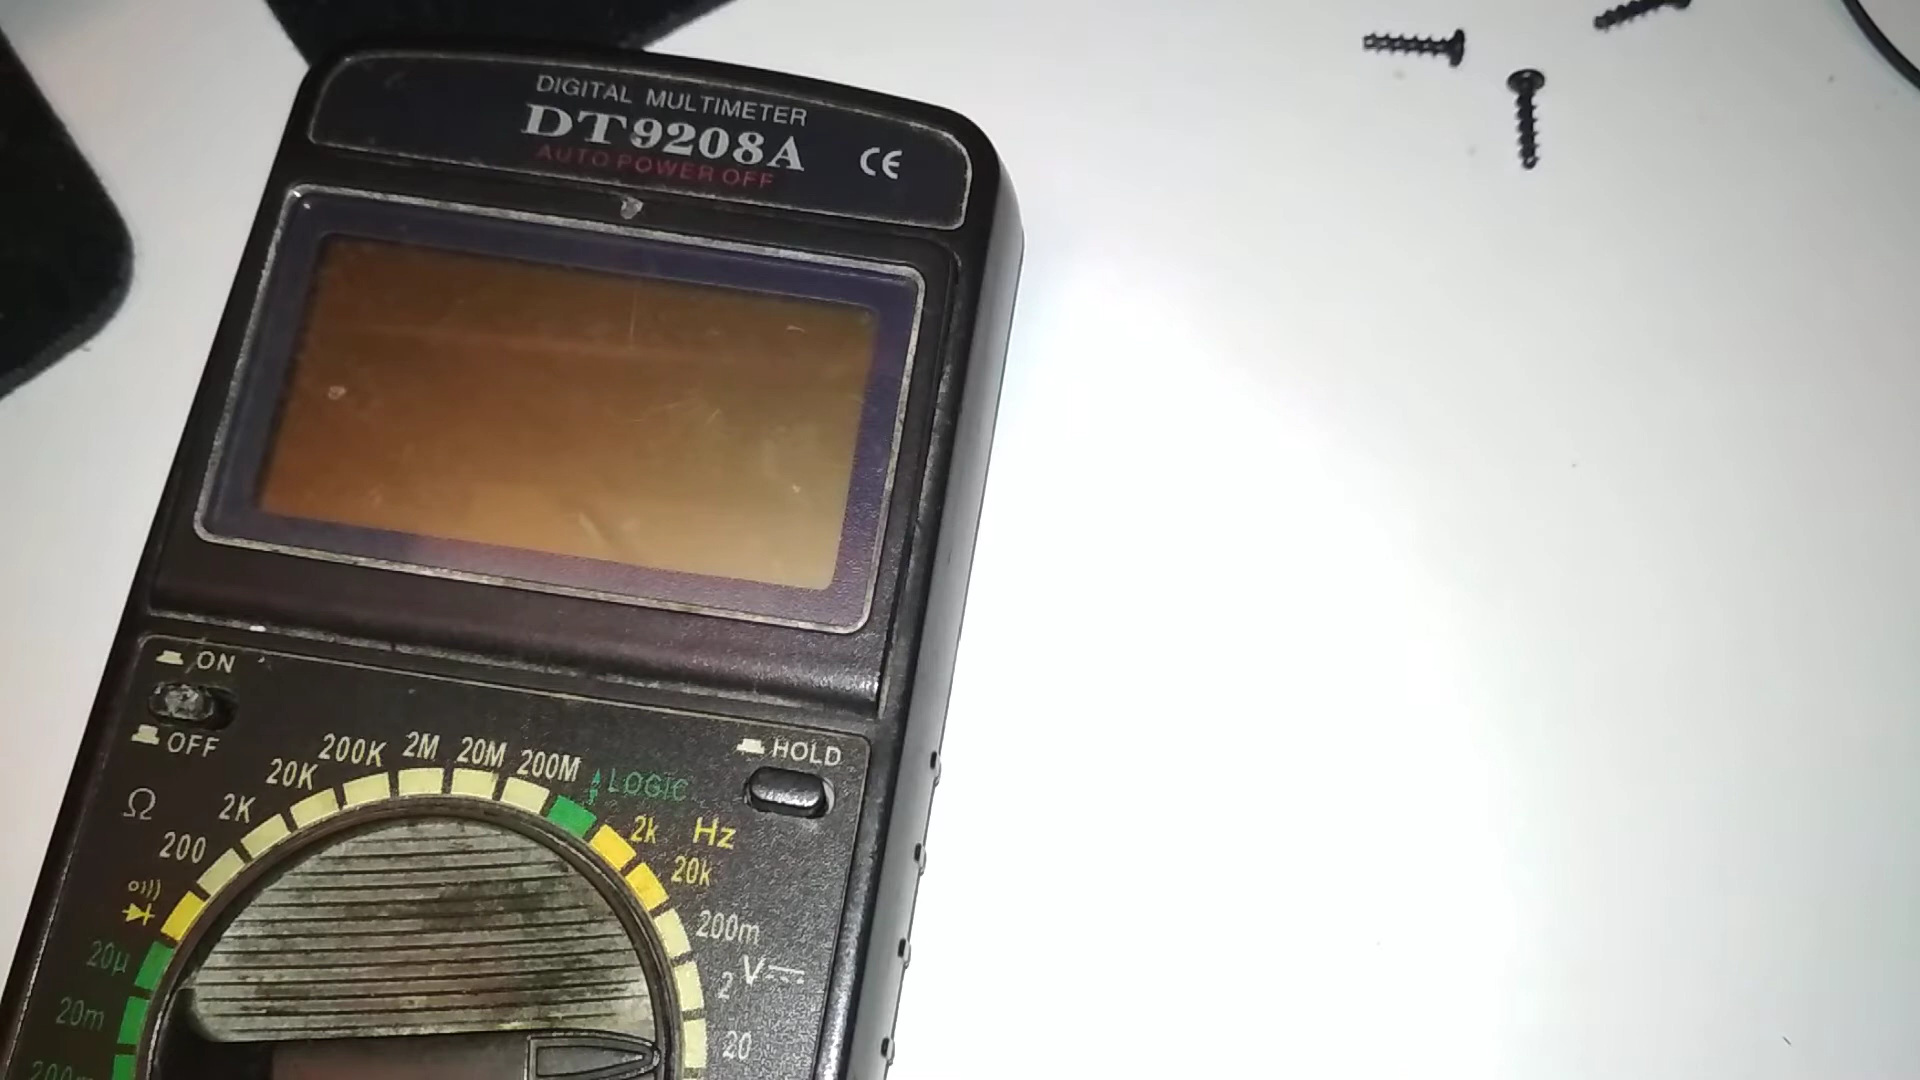 DIGITAL MULTIMETER
DT9208A
AUTO POWER OFF
CE
ON
OFF
HOLD
Ω
200
2K
20K
200K
2M
20M
200M
LOGIC
2k Hz
20k
200m
V
2
20
20µ
20m